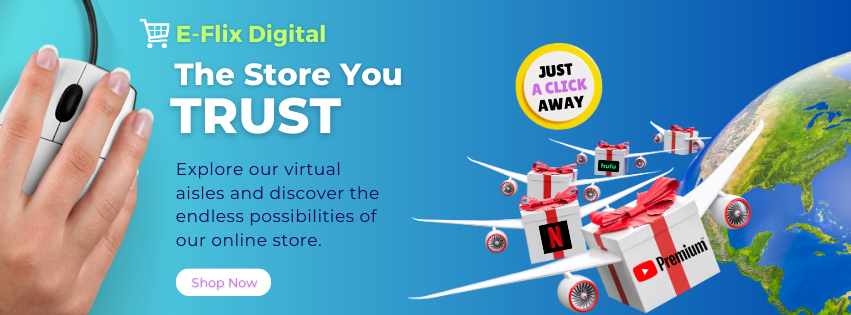 E-Flix Digital
The Store You
TRUST
Explore our virtual
aisles and discover the
endless possibilities of
our online store.
Shop Now
JUST
A CLICK
AWAY
hulu
N
Premium